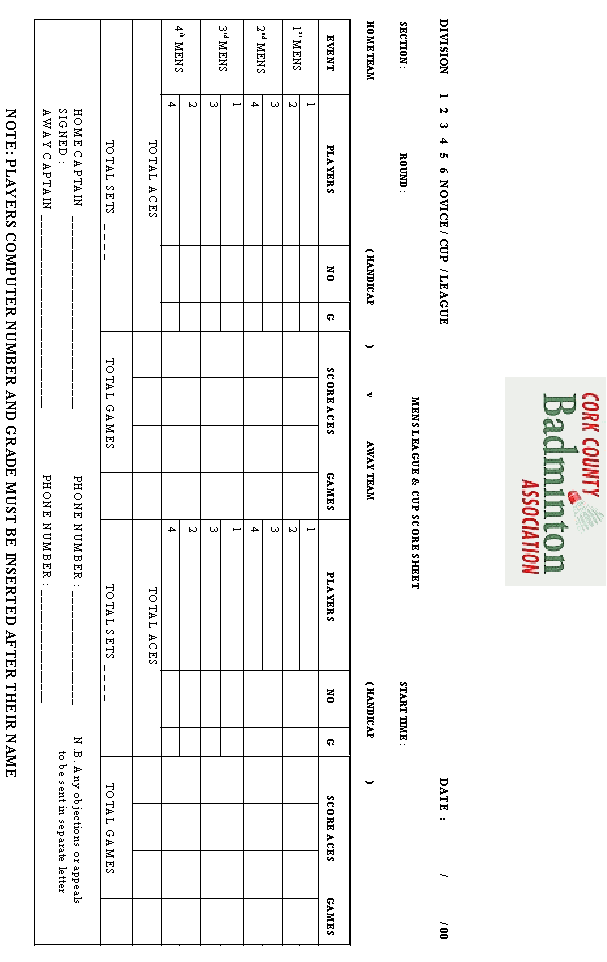 CORK COUNTY
Badminton
ASSOCIATION
DIVISION 1 2 3 4 5 6 NOVICE / CUP / LEAGUE DATE : / / 00
MENS LEAGUE & CUP SCORE SHEET
SECTION : ROUND : START TIME :
HOME TEAM ( HANDICAP ) v AWAY TEAM ( HANDICAP )
EVENT PLAYERS NO G SCORE ACES GAMES PLAYERS NO G SCORE ACES GAMES
1st MENS 1 1
2 2
2nd MENS 3 3
4 4
3rd MENS 1 1
3 3
4th MENS 2 2
4 4
TOTAL ACES TOTAL ACES
TOTAL SETS _ _ _ _ TOTAL GAMES TOTAL SETS _ _ _ _ TOTAL GAMES
HOME CAPTAIN ____________________ PHONE NUMBER : ____________ N.B. Any objections or appeals
SIGNED : to be sent in separate letter
AWAY CAPTAIN ____________________ PHONE NUMBER : ____________
NOTE: PLAYERS COMPUTER NUMBER AND GRADE MUST BE INSERTED AFTER THEIR NAME